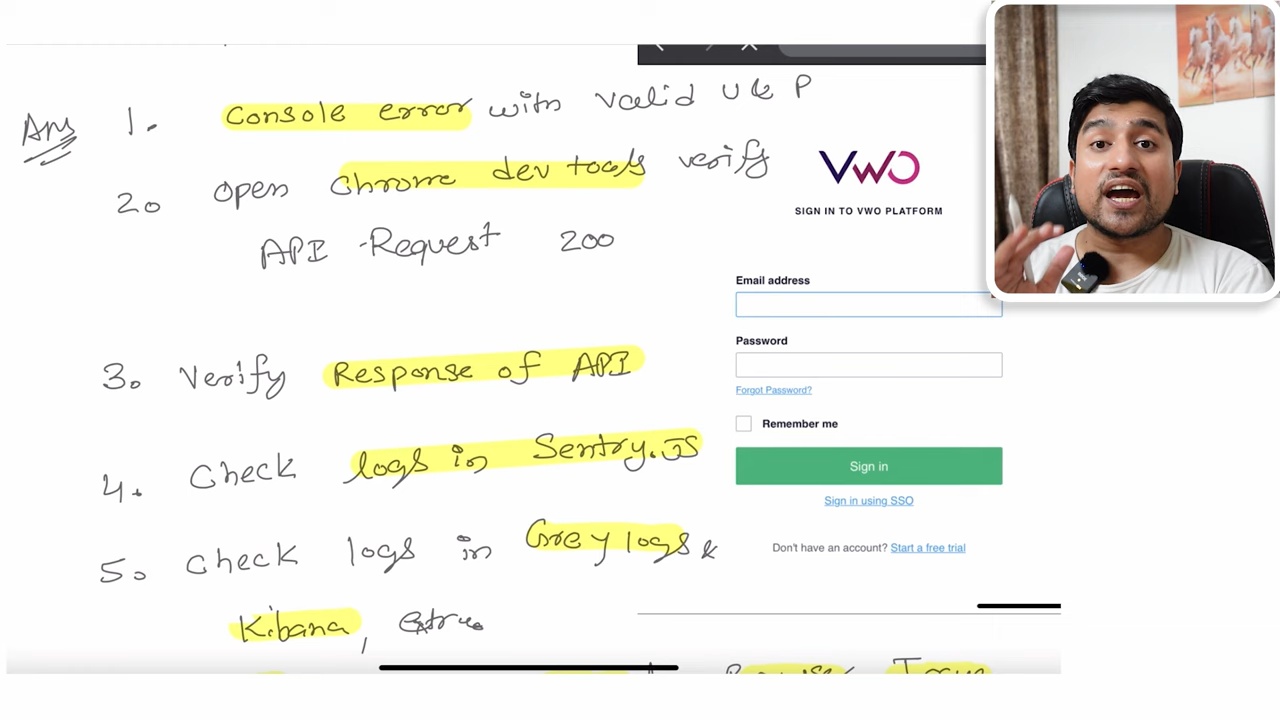 Ans 1. Console error with valid U & P
2. open Chrome dev tools verify
API Request 200
3. Verify Response of API
4. Check logs in Sentry.JS
5. Check logs in Grey logs &
Kibana,
VWO
SIGN IN TO VWO PLATFORM
Email address
Password
Forgot Password?
Remember me
Sign in
Sign in using SSO
Don't have an account? Start a free trial